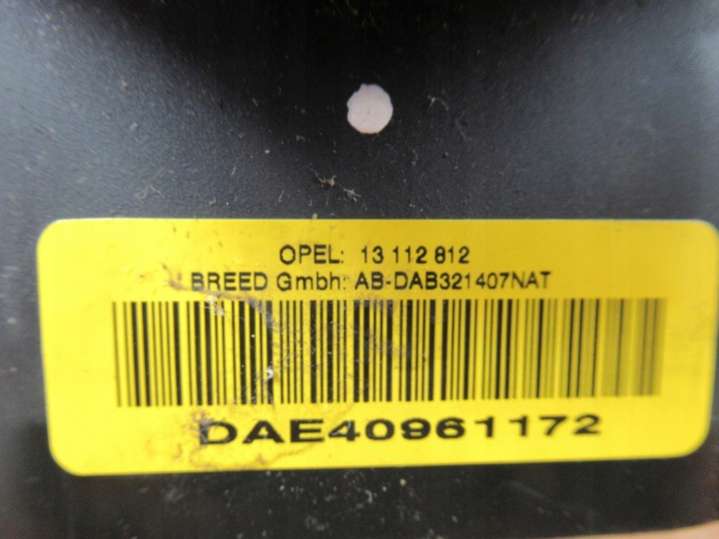 OPEL: 13 112 812
BREED Gmbh: AB-DAB321407NAT
DAE40961172